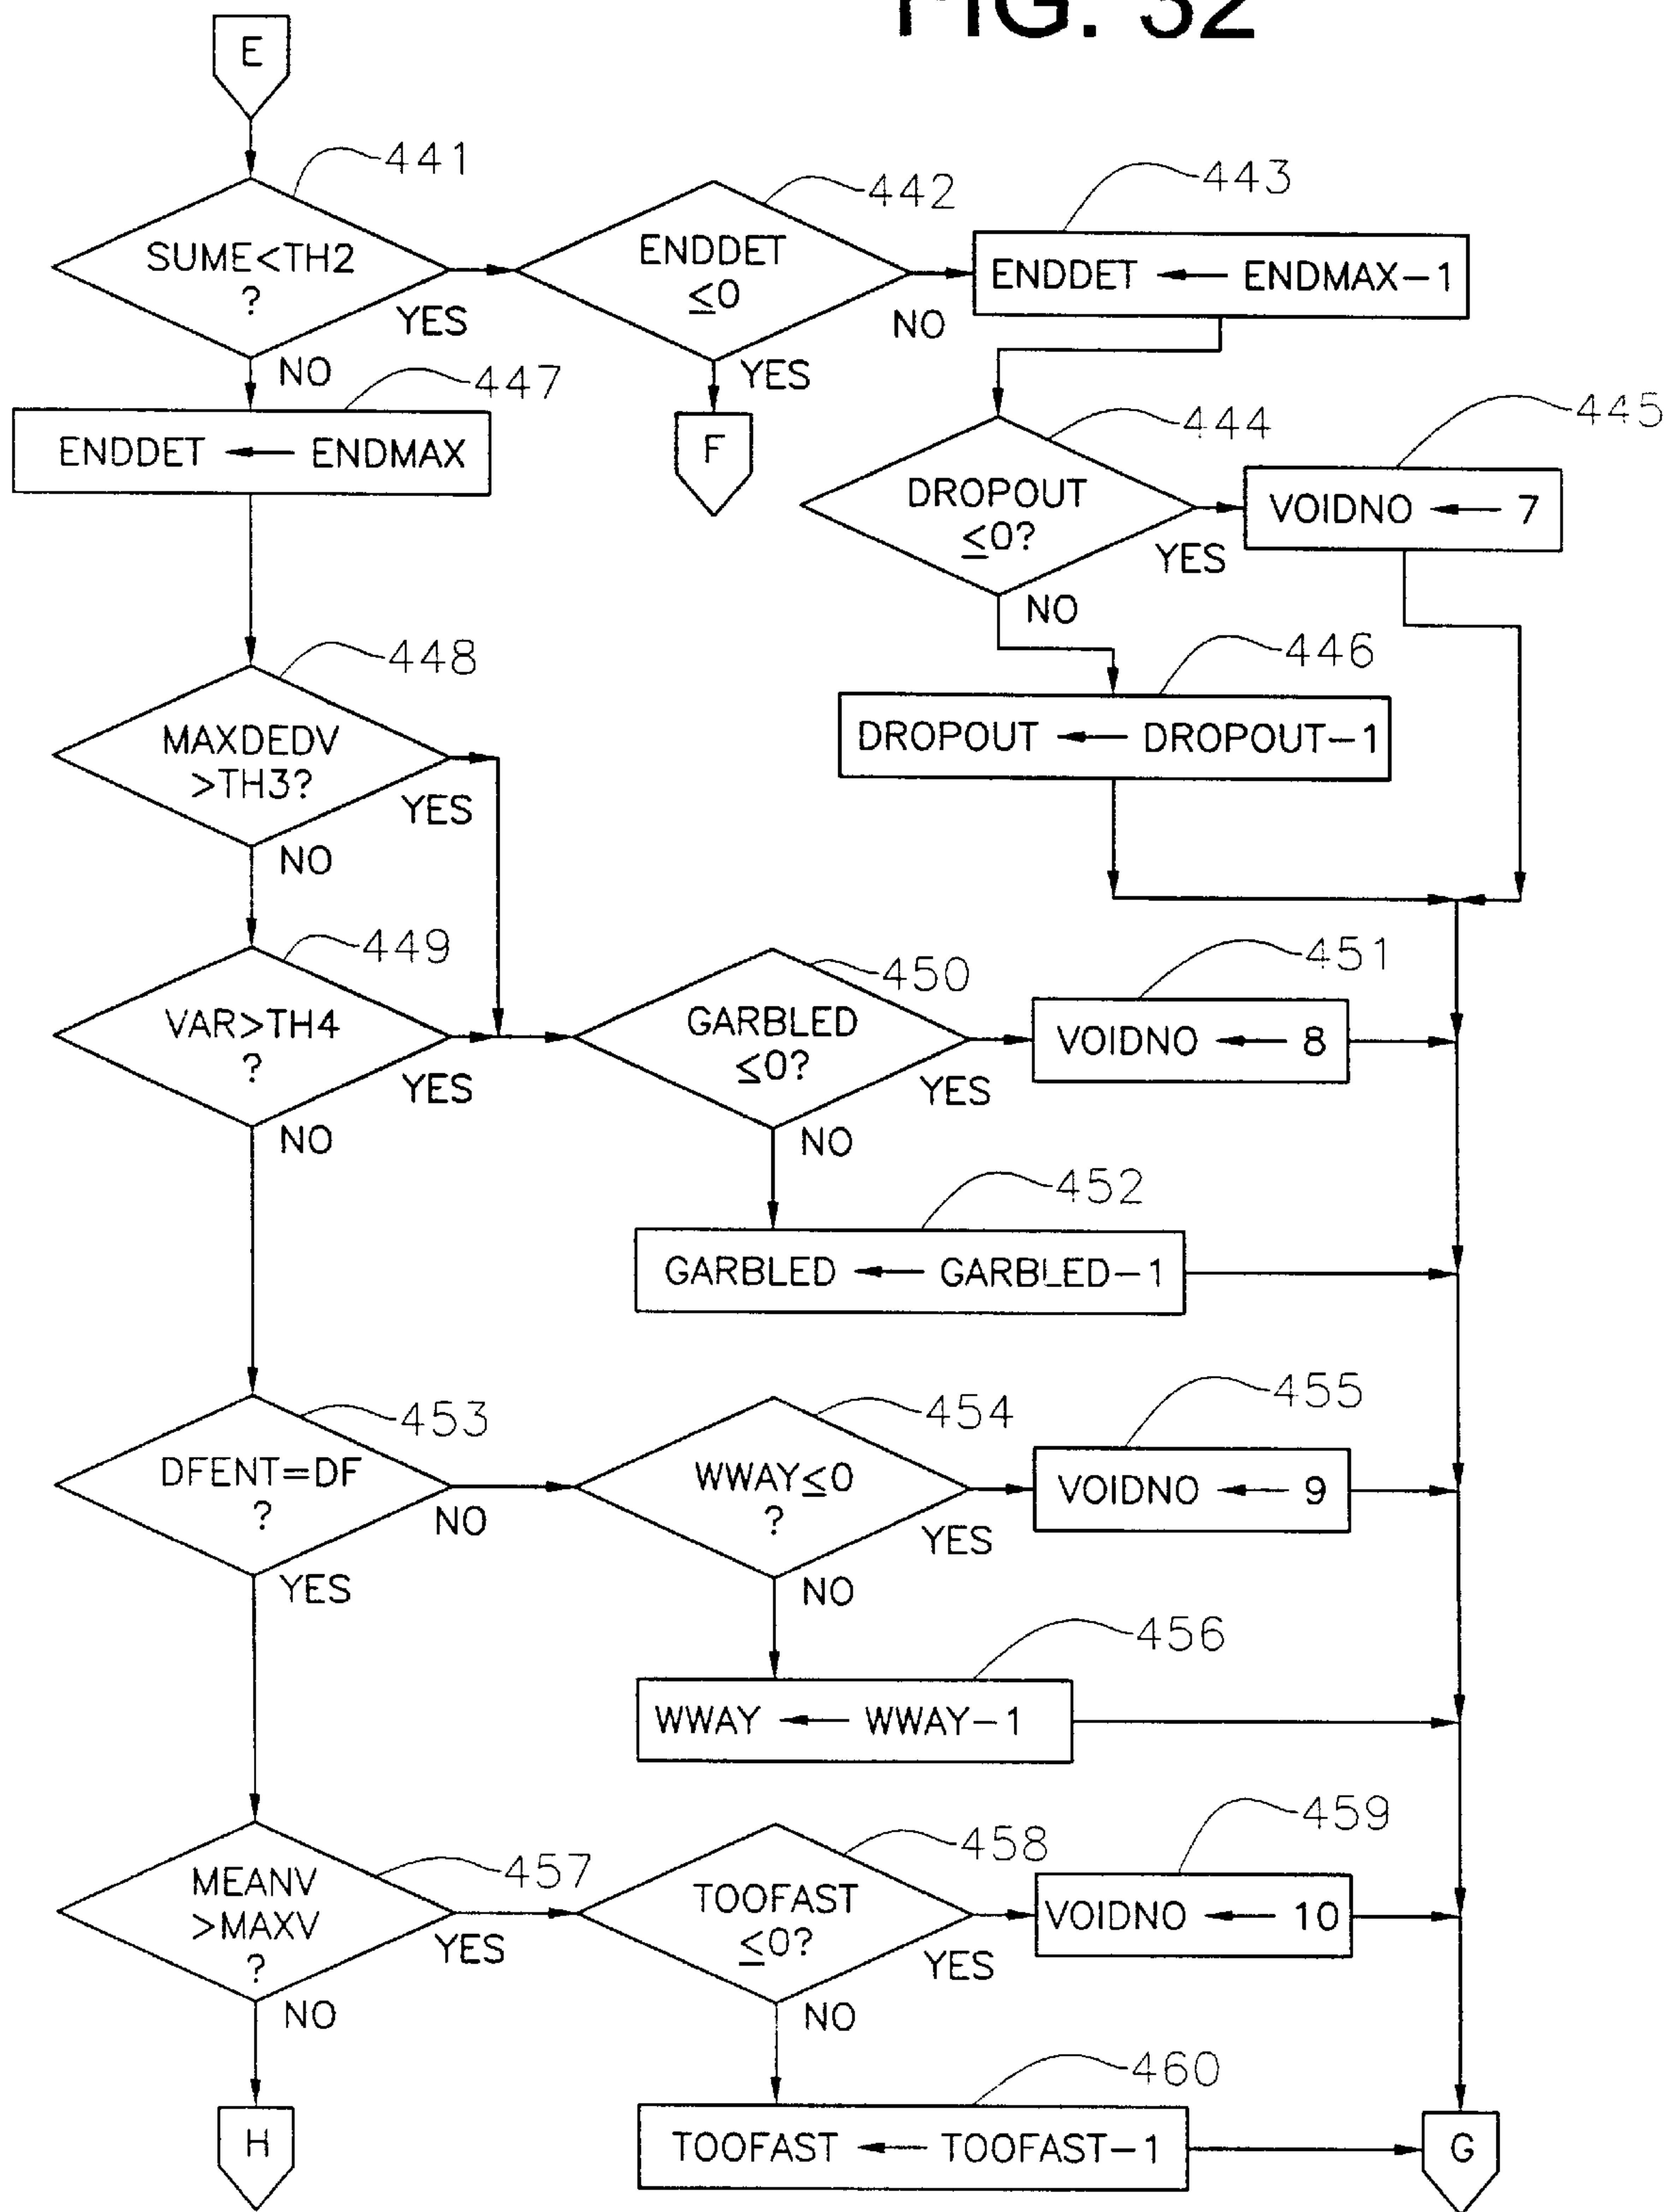 FIG. 32
E
441
SUME<TH2
?
YES
NO
442
ENDDET
≤0
NO
YES
F
443
ENDDET ← ENDMAX-1
447
ENDDET ← ENDMAX
444
DROPOUT
≤0?
YES
NO
445
VOIDNO ← 7
446
DROPOUT ← DROPOUT-1
448
MAXDEDV
>TH3?
YES
NO
449
VAR>TH4
?
YES
NO
450
GARBLED
≤0?
YES
NO
451
VOIDNO ← 8
452
GARBLED ← GARBLED-1
453
DFENT=DF
?
NO
YES
454
WWAY≤0
?
YES
NO
455
VOIDNO ← 9
456
WWAY ← WWAY-1
457
MEANV
>MAXV
?
YES
NO
458
TOOFAST
≤0?
YES
NO
459
VOIDNO ← 10
460
TOOFAST ← TOOFAST-1
H
G